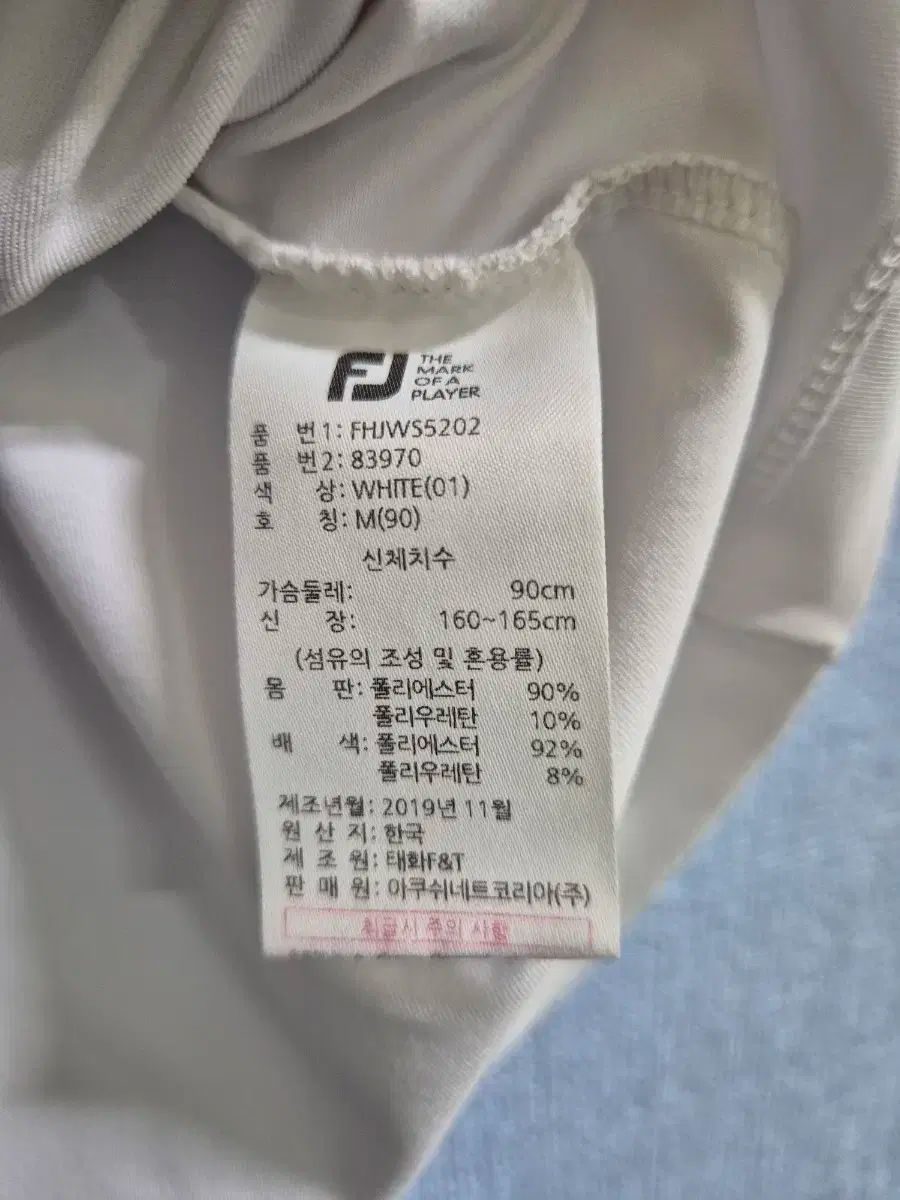 FJ THE
MARK
OF A
PLAYER
품 번1: FHJWS5202
품 번2: 83970
색 상: WHITE(01)
호 칭: M(90)
신체치수
가슴둘레: 90cm
신 장: 160~165cm
(섬유의 조성 및 혼용률)
몸 판: 폴리에스터 90%
폴리우레탄 10%
배 색: 폴리에스터 92%
폴리우레탄 8%
제조년월: 2019년 11월
원 산 지: 한국
제 조 원: 태화F&T
판 매 원: 아쿠쉬네트코리아(주)
취급시 주의 사항